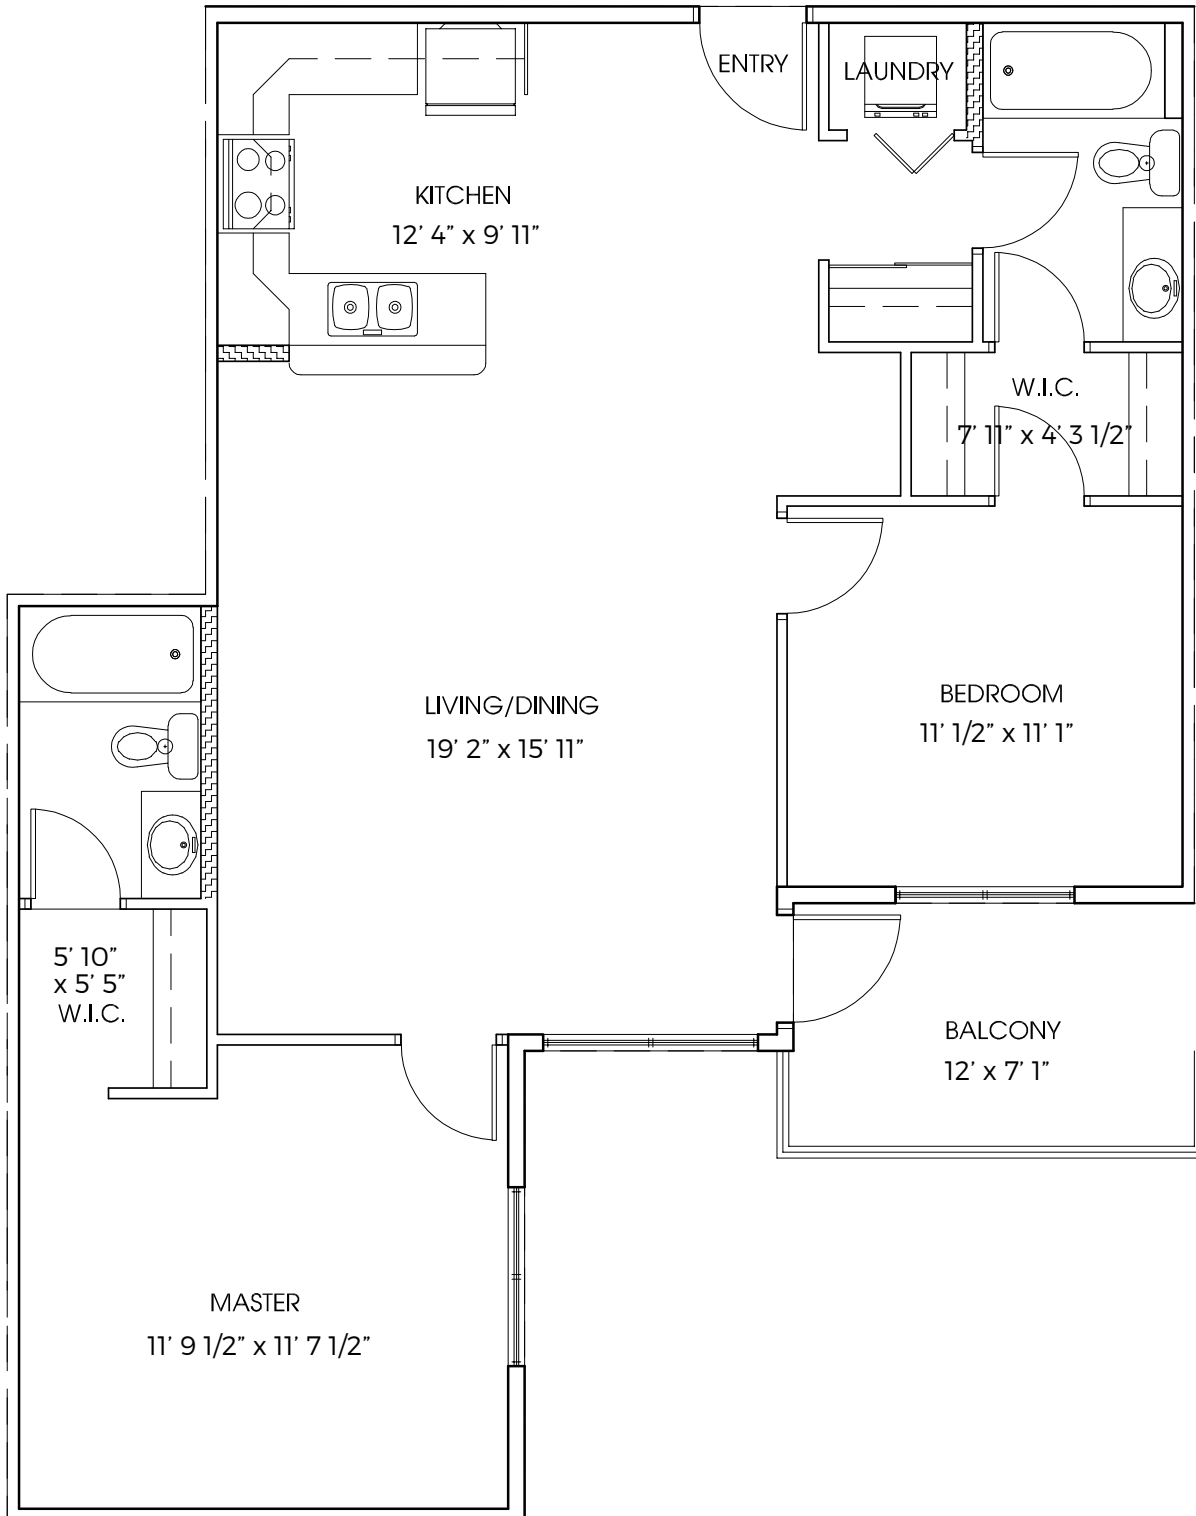 ENTRY
LAUNDRY
KITCHEN
12’ 4” x 9’ 11”
W.I.C.
7’ 11” x 4’ 3 1/2”
LIVING/DINING
19’ 2” x 15’ 11”
BEDROOM
11’ 1/2” x 11’ 1”
5’ 10”
x 5’ 5”
W.I.C.
BALCONY
12’ x 7’ 1”
MASTER
11’ 9 1/2” x 11’ 7 1/2”